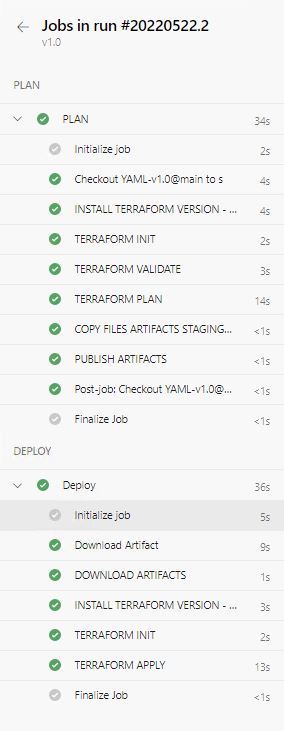 Jobs in run #20220522.2
v1.0
PLAN
PLAN 34s
Initialize job 2s
Checkout YAML-v1.0@main to s 4s
INSTALL TERRAFORM VERSION - ... 4s
TERRAFORM INIT 2s
TERRAFORM VALIDATE 3s
TERRAFORM PLAN 14s
COPY FILES ARTIFACTS STAGING... <1s
PUBLISH ARTIFACTS <1s
Post-job: Checkout YAML-v1.0@... <1s
Finalize Job <1s
DEPLOY
Deploy 36s
Initialize job 5s
Download Artifact 9s
DOWNLOAD ARTIFACTS 1s
INSTALL TERRAFORM VERSION - ... 3s
TERRAFORM INIT 2s
TERRAFORM APPLY 13s
Finalize Job <1s